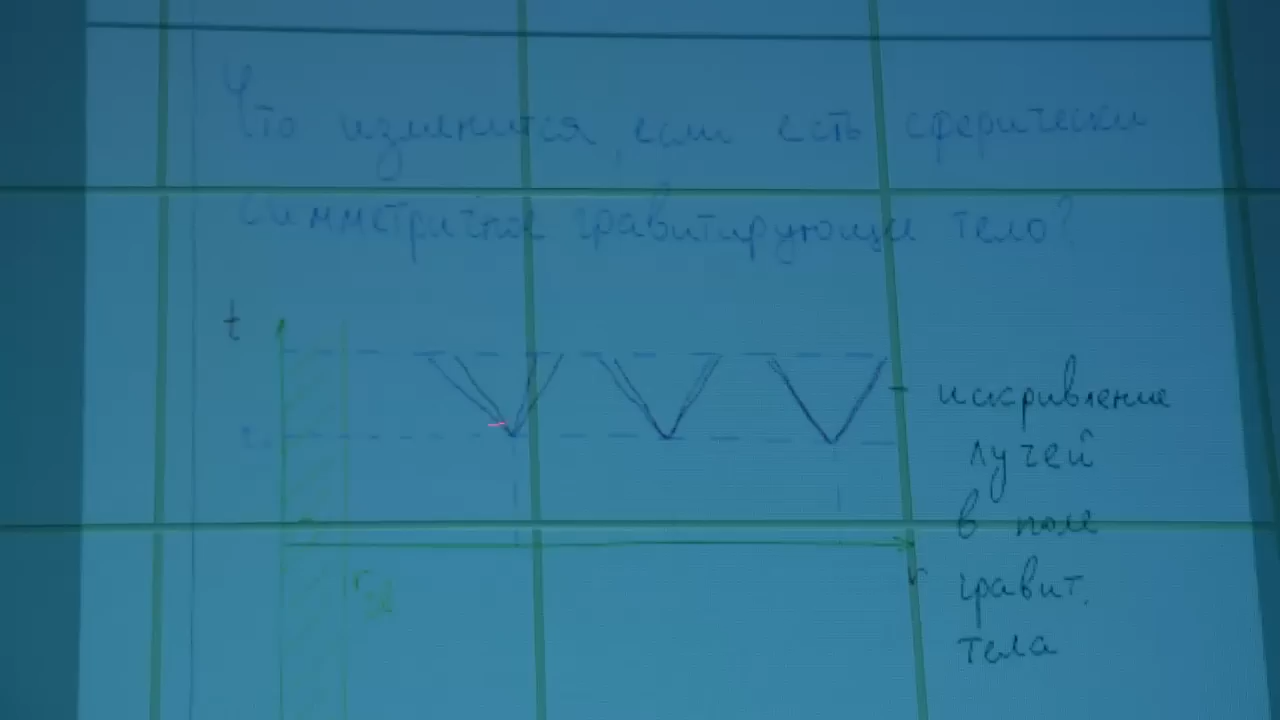 Что изменится, если есть сферически
симметричное гравитирующее тело?
t
искривление
лучей
в поле
гравит.
тела
r